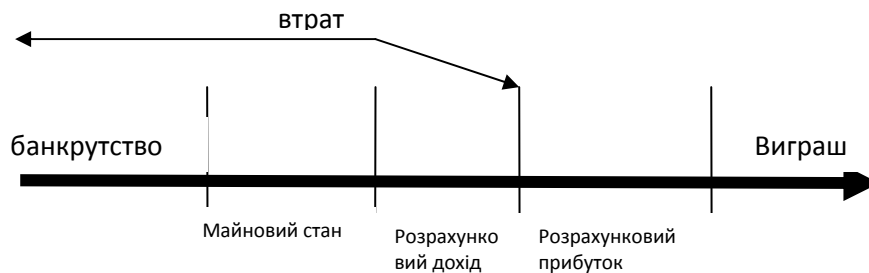 втрат
банкрутство
Виграш
Майновий стан
Розрахунко
вий дохід
Розрахунковий
прибуток